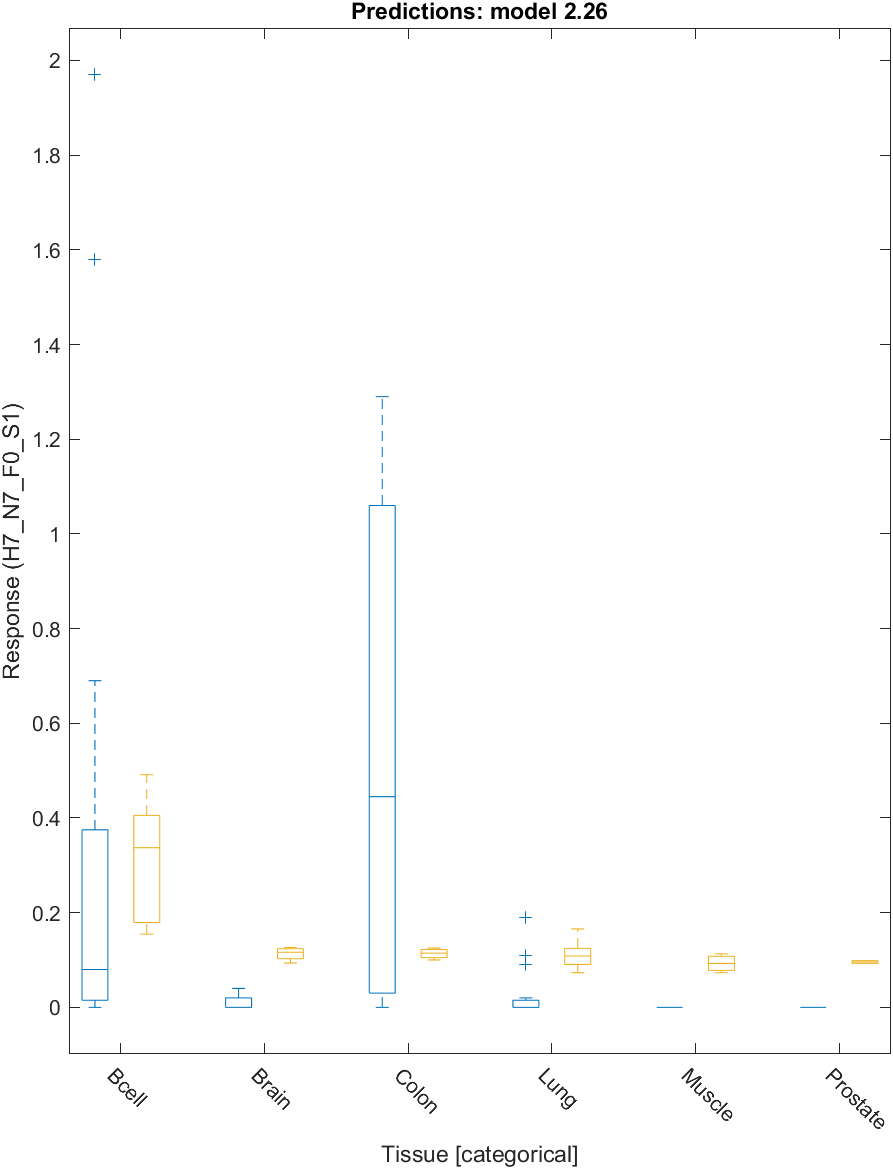 Predictions: model 2.26
2
1.8
1.6
1.4
1.2
1
0.8
0.6
0.4
0.2
0
Response (H7_N7_F0_S1)
Bcell
Brain
Colon
Lung
Muscle
Prostate
Tissue [categorical]